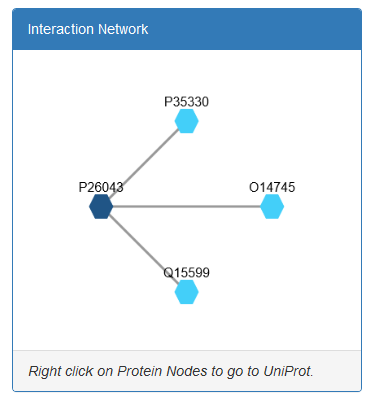 Interaction Network
P35330
P26043
O14745
Q15599
Right click on Protein Nodes to go to UniProt.